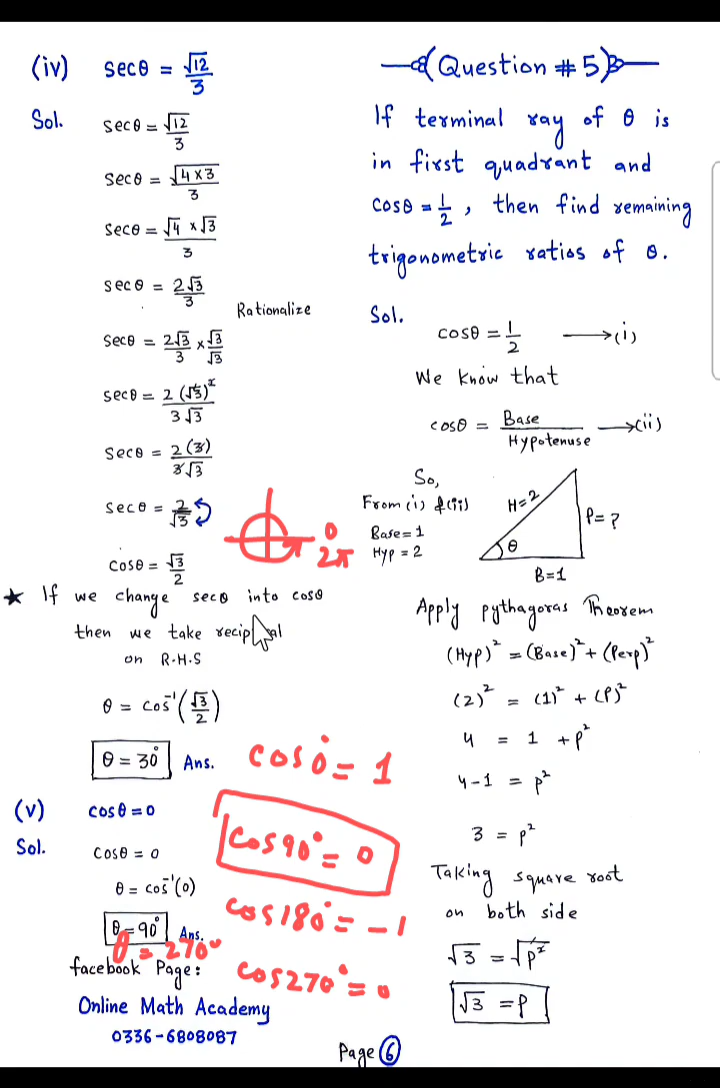 (iv) secθ = √12/3
Sol. secθ = √12/3
secθ = √4×3/3
secθ = √4 × √3/3
secθ = 2√3/3
Rationalize
secθ = 2√3/3 × √3/√3
secθ = 2(√3)²/3√3
secθ = 2(3)/3√3
secθ = 2/√3
cosθ = √3/2
0
2π
★ If we change secθ into cosθ
then we take reciprocal
on R.H.S
θ = cos⁻¹(√3/2)
θ = 30° Ans.
cos0° = 1
(v) cosθ = 0
Sol. cosθ = 0
θ = cos⁻¹(0)
θ = 90° Ans.
θ = 270°
cos90° = 0
cos180° = -1
cos270° = 0
facebook Page:
Online Math Academy
0336-6808087
Question # 5
If terminal ray of θ is
in first quadrant and
cosθ = 1/2, then find remaining
trigonometric ratios of θ.
Sol.
cosθ = 1/2 ⟶(i)
We know that
cosθ = Base/Hypotenuse ⟶(ii)
So,
From (i) & (ii)
Base = 1
Hyp = 2
H=2
P=?
θ
B=1
Apply pythagoras Theorem
(Hyp)² = (Base)² + (Perp)²
(2)² = (1)² + (P)²
4 = 1 + P²
4-1 = P²
3 = P²
Taking square root
on both side
√3 = √P²
√3 = P
Page 6